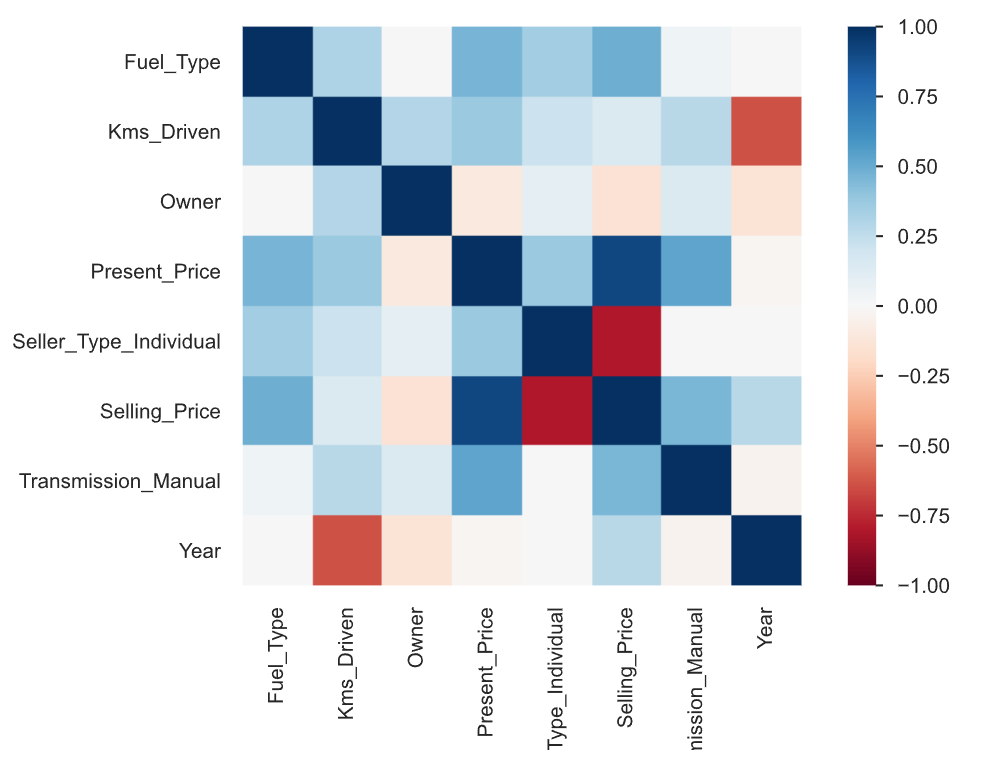 Fuel_Type
Kms_Driven
Owner
Present_Price
Seller_Type_Individual
Selling_Price
Transmission_Manual
Year
1.00
0.75
0.50
0.25
0.00
−0.25
−0.50
−0.75
−1.00
Fuel_Type
Kms_Driven
Owner
Present_Price
Type_Individual
Selling_Price
nission_Manual
Year